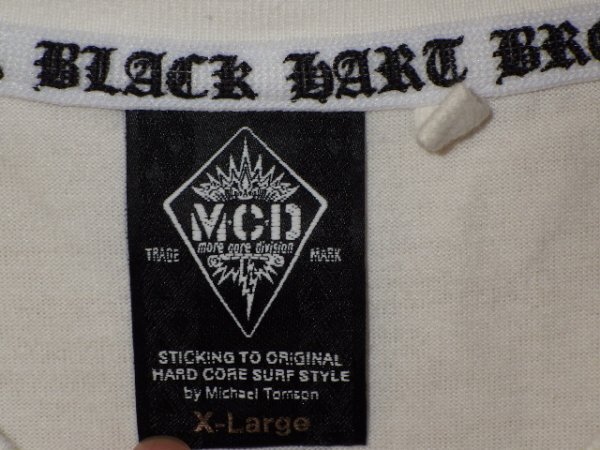 BLACK HART BRO
M.C.D
more core division
TRADE MARK
STICKING TO ORIGINAL
HARD CORE SURF STYLE
by Michael Tomson
X-Large